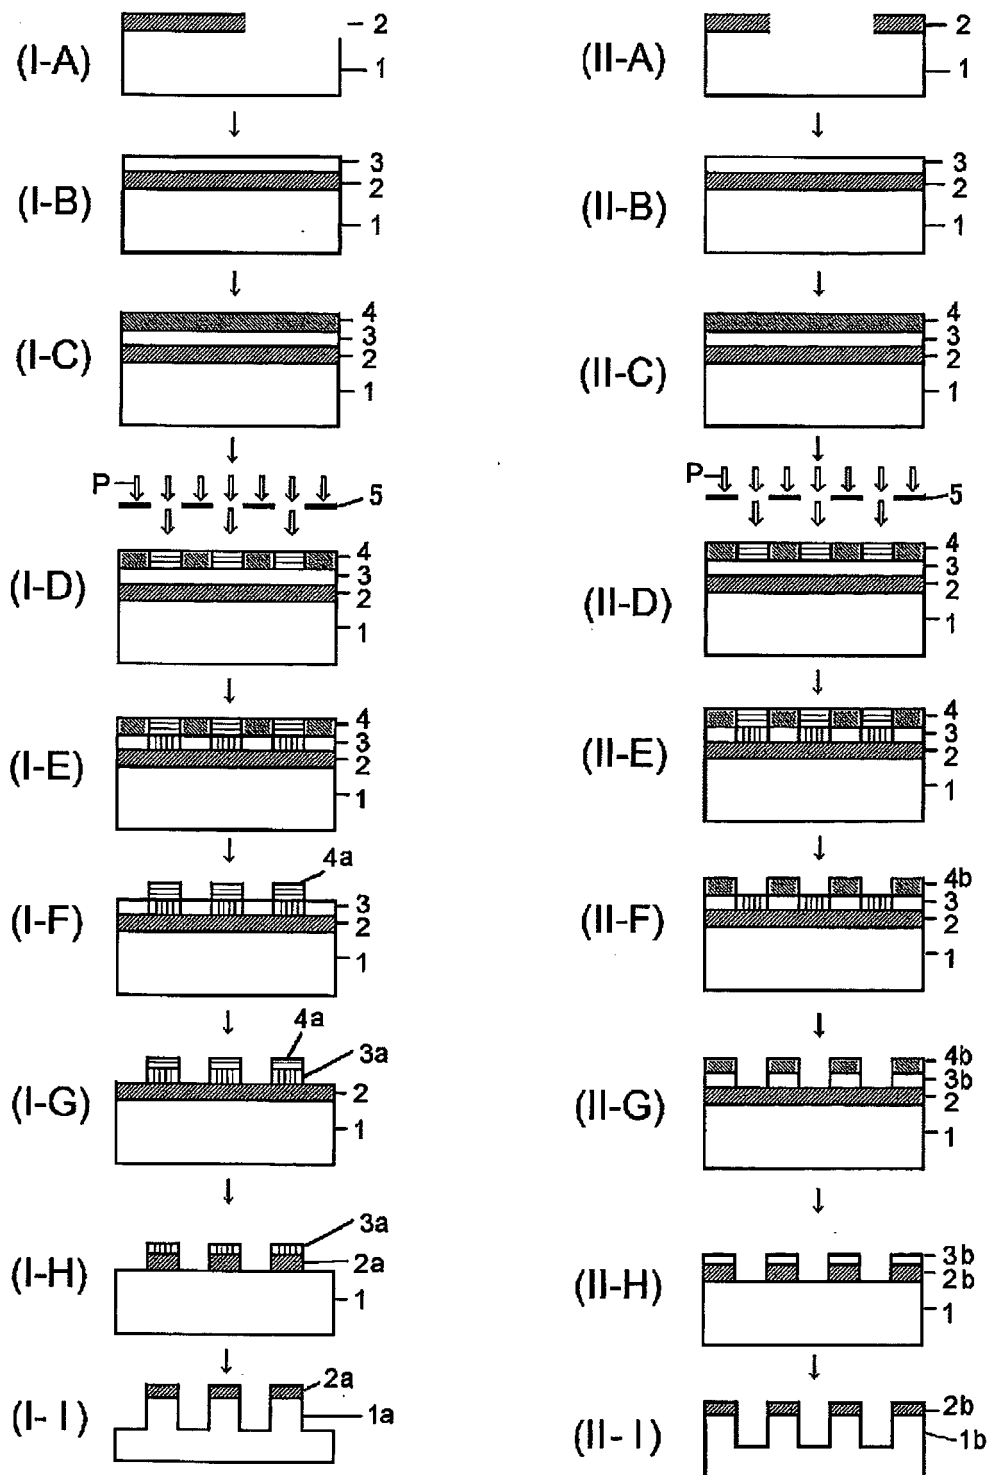 (I-A) 2 1
(I-B) 3 2 1
(I-C) 4 3 2 1
P 5
(I-D) 4 3 2 1
(I-E) 4 3 2 1
(I-F) 4a 3 2 1
(I-G) 4a 3a 2 1
(I-H) 3a 2a 1
(I-I) 2a 1a
(II-A) 2 1
(II-B) 3 2 1
(II-C) 4 3 2 1
P 5
(II-D) 4 3 2 1
(II-E) 4 3 2 1
(II-F) 4b 3 2 1
(II-G) 4b 3b 2 1
(II-H) 3b 2b 1
(II-I) 2b 1b